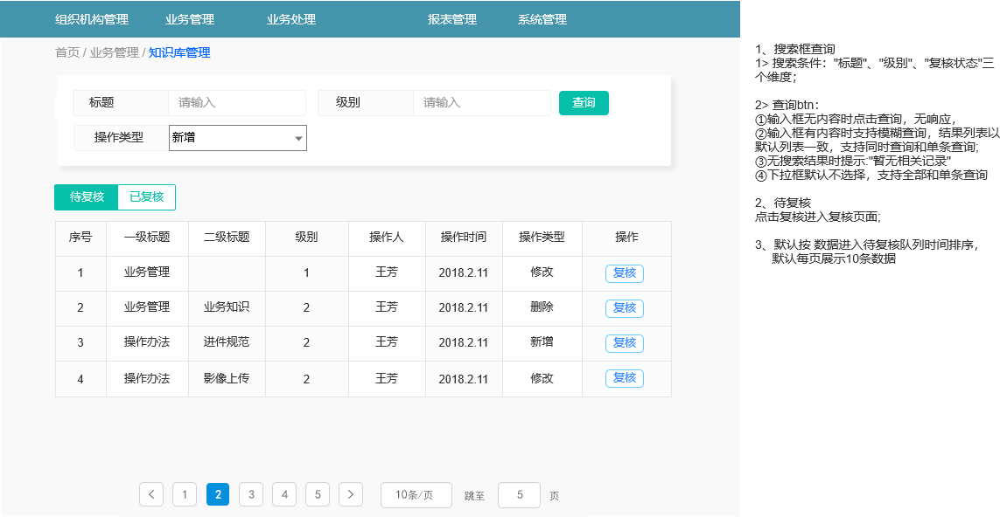 组织机构管理 业务管理 业务处理 报表管理 系统管理
首页 / 业务管理 / 知识库管理
标题 请输入 级别 请输入 查询
操作类型 新增
待复核 已复核
序号 一级标题 二级标题 级别 操作人 操作时间 操作类型 操作
1 业务管理 1 王芳 2018.2.11 修改 复核
2 业务管理 业务知识 2 王芳 2018.2.11 删除 复核
3 操作办法 进件规范 2 王芳 2018.2.11 新增 复核
4 操作办法 影像上传 2 王芳 2018.2.11 修改 复核
< 1 2 3 4 5 > 10条/页 跳至 5 页
1、搜索框查询
1> 搜索条件："标题"、"级别"、"复核状态"三
个维度；
2> 查询btn：
①输入框无内容时点击查询，无响应，
②输入框有内容时支持模糊查询，结果列表以
默认列表一致，支持同时查询和单条查询;
③无搜索结果时提示:"暂无相关记录"
④下拉框默认不选择，支持全部和单条查询
2、待复核
点击复核进入复核页面;
3、默认按 数据进入待复核队列时间排序，
默认每页展示10条数据